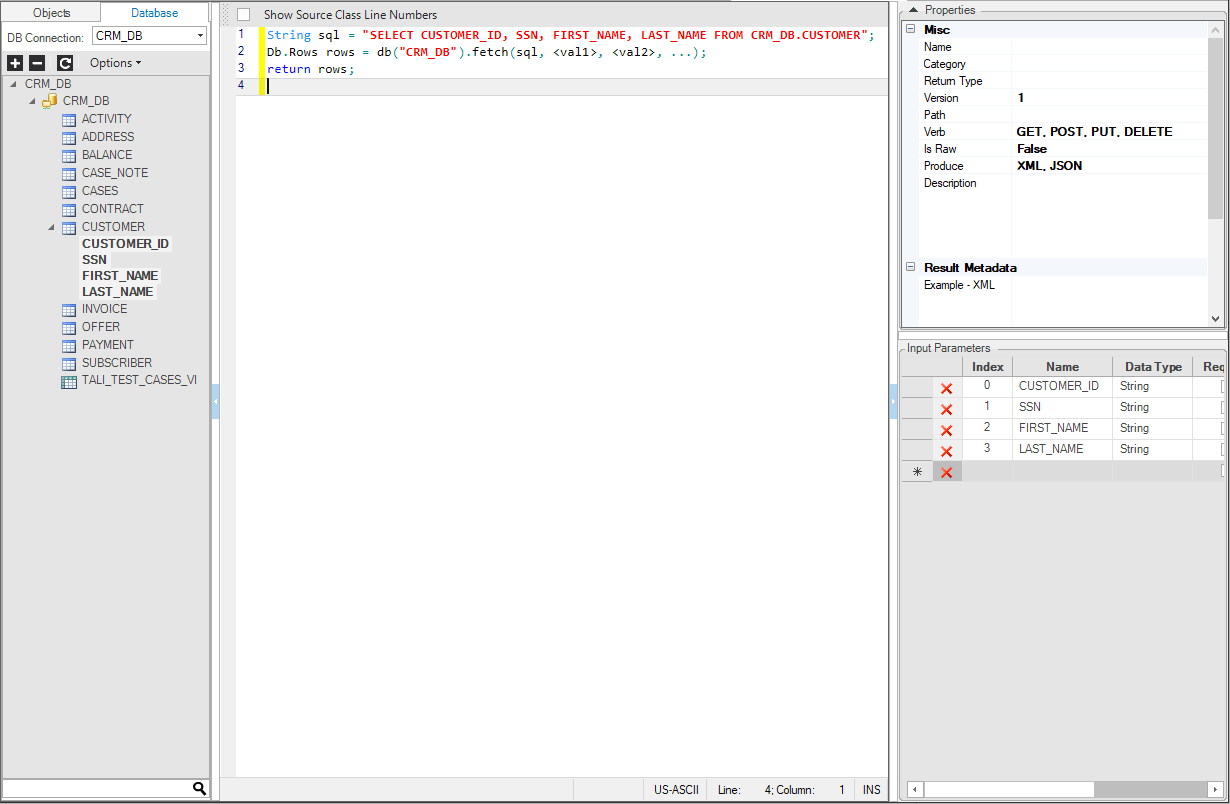 Objects Database
DB Connection: CRM_DB
Options
CRM_DB
CRM_DB
ACTIVITY
ADDRESS
BALANCE
CASE_NOTE
CASES
CONTRACT
CUSTOMER
CUSTOMER_ID
SSN
FIRST_NAME
LAST_NAME
INVOICE
OFFER
PAYMENT
SUBSCRIBER
TALI_TEST_CASES_VI
Show Source Class Line Numbers
1 String sql = "SELECT CUSTOMER_ID, SSN, FIRST_NAME, LAST_NAME FROM CRM_DB.CUSTOMER";
2 Db.Rows rows = db("CRM_DB").fetch(sql, <val1>, <val2>, ...);
3 return rows;
4
US-ASCII Line: 4; Column: 1 INS
Properties
Misc
Name
Category
Return Type
Version 1
Path
Verb GET, POST, PUT, DELETE
Is Raw False
Produce XML, JSON
Description
Result Metadata
Example - XML
Input Parameters
Index Name Data Type Req
0 CUSTOMER_ID String
1 SSN String
2 FIRST_NAME String
3 LAST_NAME String